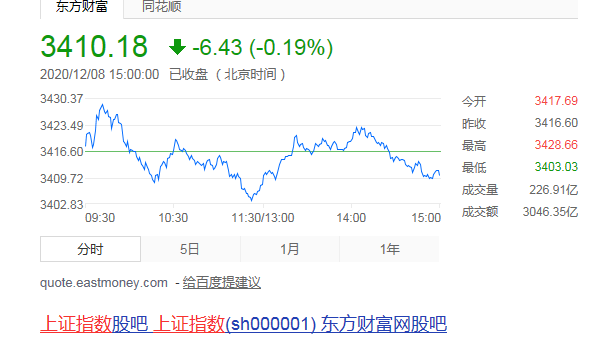 东方财富 同花顺
3410.18 -6.43 (-0.19%)
2020/12/08 15:00:00 已收盘 (北京时间)
3430.37
3423.49
3416.60
3409.72
3402.83
09:30 10:30 11:30/13:00 14:00 15:00
今开 3417.69
昨收 3416.60
最高 3428.66
最低 3403.03
成交量 226.91亿
成交额 3046.35亿
分时 5日 1月 1年
quote.eastmoney.com - 给百度提建议
上证指数股吧_上证指数(sh000001)_东方财富网股吧